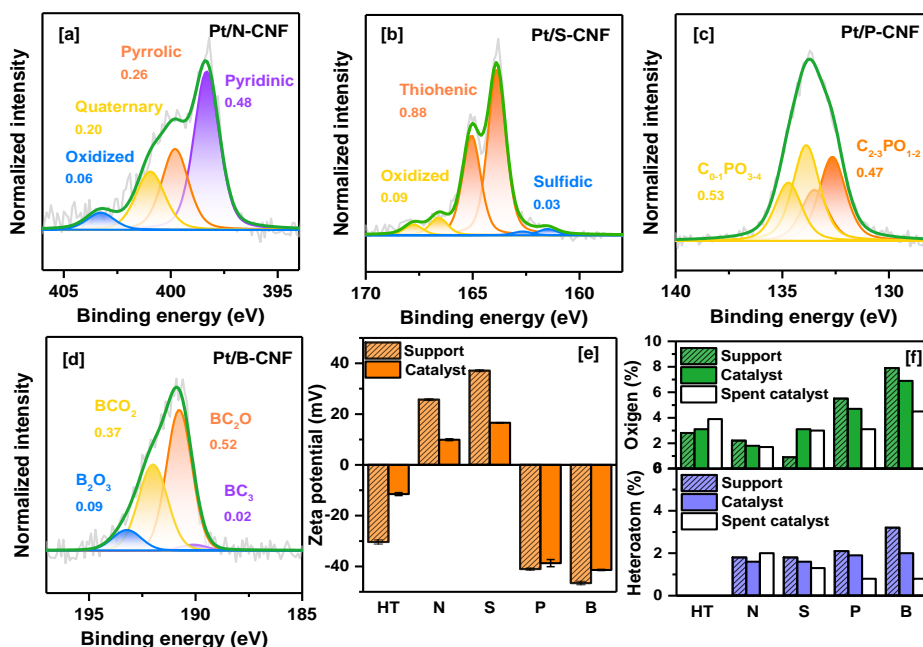 [a]
Pt/N-CNF
Pyrrolic
0.26
Pyridinic
0.48
Quaternary
0.20
Oxidized
0.06
Normalized intensity
405
400
395
Binding energy (eV)
[b]
Pt/S-CNF
Thiohenic
0.88
Oxidized
0.09
Sulfidic
0.03
Normalized intensity
170
165
160
Binding energy (eV)
[c]
Pt/P-CNF
C0-1PO3-4
0.53
C2-3PO1-2
0.47
Normalized intensity
140
135
130
Binding energy (eV)
[d]
Pt/B-CNF
BCO2
0.37
BC2O
0.52
B2O3
0.09
BC3
0.02
Normalized intensity
195
190
185
Binding energy (eV)
[e]
Support
Catalyst
Zeta potential (mV)
40
20
0
-20
-40
HT N S P B
[f]
Support
Catalyst
Spent catalyst
Oxigen (%)
10
8
6
4
2
Support
Catalyst
Spent catalyst
Heteroatom (%)
4
2
0
HT N S P B